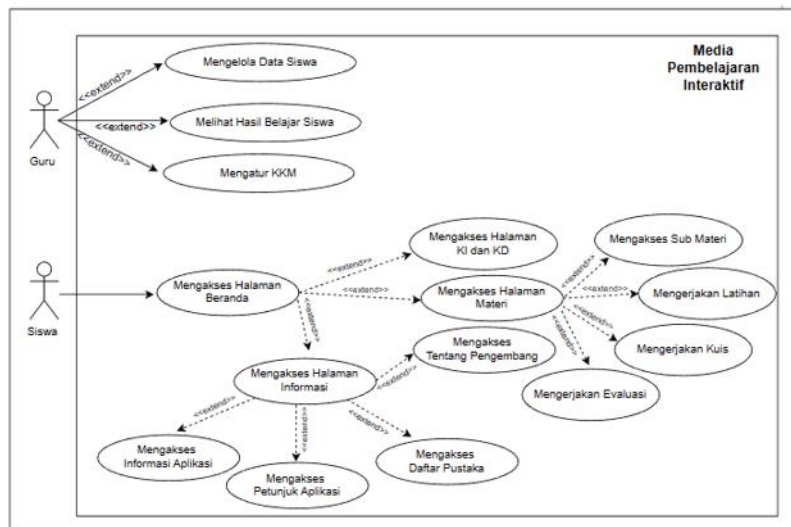 Media
Pembelajaran
Interaktif
<<extend>>
Mengelola Data Siswa
<<extend>>
Melihat Hasil Belajar Siswa
<<extend>>
Mengatur KKM
Guru
Mengakses Halaman
KI dan KD
Mengakses Sub Materi
<<extend>>
<<extend>>
Mengakses Halaman
Beranda
<<extend>>
Mengakses Halaman
Materi
<<extend>>
Mengerjakan Latihan
Siswa
<<extend>>
<<extend>>
<<extend>>
Mengerjakan Kuis
Mengakses
Tentang Pengembang
<<extend>>
Mengakses Halaman
Informasi
Mengerjakan Evaluasi
<<extend>>
<<extend>>
<<extend>>
Mengakses
Informasi Aplikasi
Mengakses
Daftar Pustaka
Mengakses
Petunjuk Aplikasi